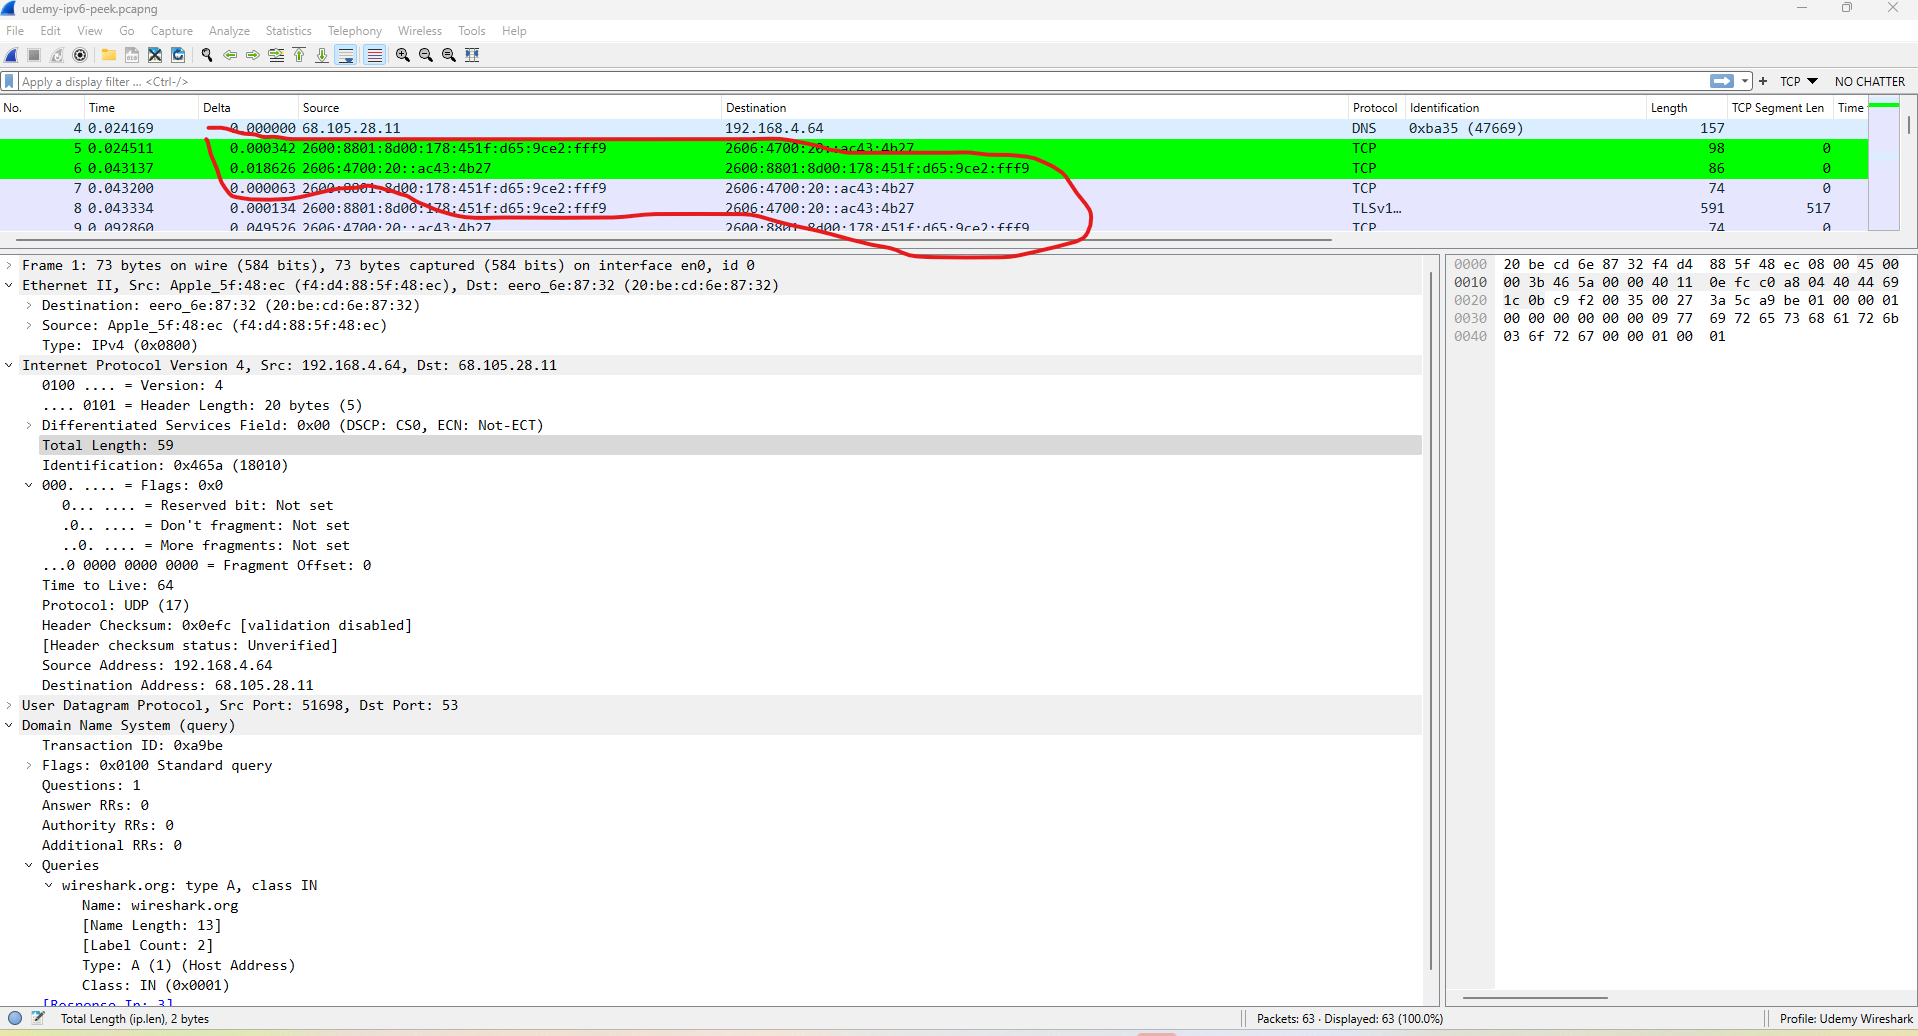 udemy-ipv6-peek.pcapng
File Edit View Go Capture Analyze Statistics Telephony Wireless Tools Help
Apply a display filter ... <Ctrl-/> + TCP NO CHATTER
No. Time Delta Source Destination Protocol Identification Length TCP Segment Len Time
4 0.024169 0.000000 68.105.28.11 192.168.4.64 DNS 0xba35 (47669) 157
5 0.024511 0.000342 2600:8801:8d00:178:451f:d65:9ce2:fff9 2606:4700:20::ac43:4b27 TCP 98 0
6 0.043137 0.018626 2606:4700:20::ac43:4b27 2600:8801:8d00:178:451f:d65:9ce2:fff9 TCP 86 0
7 0.043200 0.000063 2600:8801:8d00:178:451f:d65:9ce2:fff9 2606:4700:20::ac43:4b27 TCP 74 0
8 0.043334 0.000134 2600:8801:8d00:178:451f:d65:9ce2:fff9 2606:4700:20::ac43:4b27 TLSv1… 591 517
9 0.092860 0.049526 2606:4700:20::ac43:4b27 2600:8801:8d00:178:451f:d65:9ce2:fff9 TCP 74 0
Frame 1: 73 bytes on wire (584 bits), 73 bytes captured (584 bits) on interface en0, id 0
Ethernet II, Src: Apple_5f:48:ec (f4:d4:88:5f:48:ec), Dst: eero_6e:87:32 (20:be:cd:6e:87:32)
Destination: eero_6e:87:32 (20:be:cd:6e:87:32)
Source: Apple_5f:48:ec (f4:d4:88:5f:48:ec)
Type: IPv4 (0x0800)
Internet Protocol Version 4, Src: 192.168.4.64, Dst: 68.105.28.11
0100 .... = Version: 4
.... 0101 = Header Length: 20 bytes (5)
Differentiated Services Field: 0x00 (DSCP: CS0, ECN: Not-ECT)
Total Length: 59
Identification: 0x465a (18010)
000. .... = Flags: 0x0
0... .... = Reserved bit: Not set
.0.. .... = Don't fragment: Not set
..0. .... = More fragments: Not set
...0 0000 0000 0000 = Fragment Offset: 0
Time to Live: 64
Protocol: UDP (17)
Header Checksum: 0x0efc [validation disabled]
[Header checksum status: Unverified]
Source Address: 192.168.4.64
Destination Address: 68.105.28.11
User Datagram Protocol, Src Port: 51698, Dst Port: 53
Domain Name System (query)
Transaction ID: 0xa9be
Flags: 0x0100 Standard query
Questions: 1
Answer RRs: 0
Authority RRs: 0
Additional RRs: 0
Queries
wireshark.org: type A, class IN
Name: wireshark.org
[Name Length: 13]
[Label Count: 2]
Type: A (1) (Host Address)
Class: IN (0x0001)
[Response In: 3]
0000 20 be cd 6e 87 32 f4 d4 88 5f 48 ec 08 00 45 00
0010 00 3b 46 5a 00 00 40 11 0e fc c0 a8 04 40 44 69
0020 1c 0b c9 f2 00 35 00 27 3a 5c a9 be 01 00 00 01
0030 00 00 00 00 00 00 09 77 69 72 65 73 68 61 72 6b
0040 03 6f 72 67 00 00 01 00 01
Total Length (ip.len), 2 bytes Packets: 63 · Displayed: 63 (100.0%) Profile: Udemy Wireshark